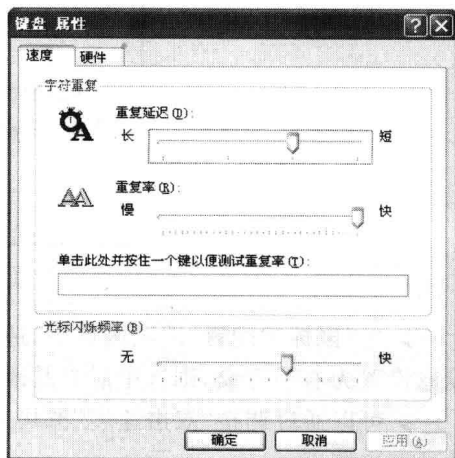 键盘 属性
速度 硬件
字符重复
重复延迟(D):
长 短
重复率(R):
慢 快
单击此处并按住一个键以便测试重复率(T):
光标闪烁频率(B)
无 快
确定 取消 应用(A)